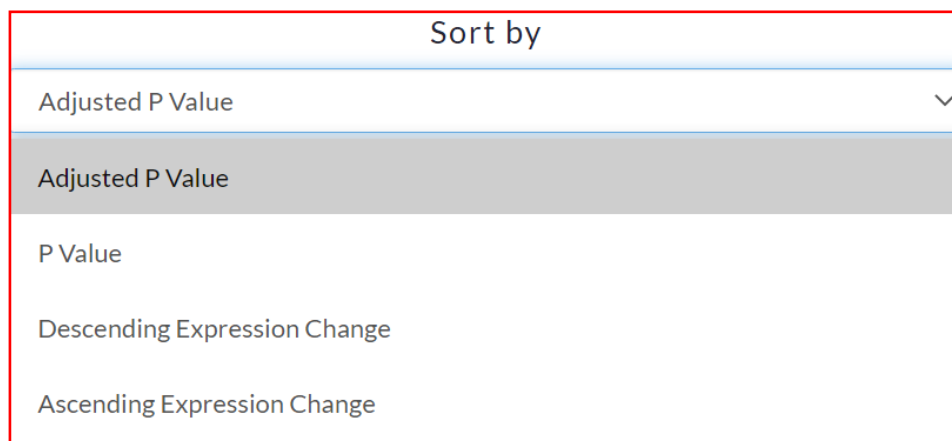 Sort by
Adjusted P Value
Adjusted P Value
P Value
Descending Expression Change
Ascending Expression Change